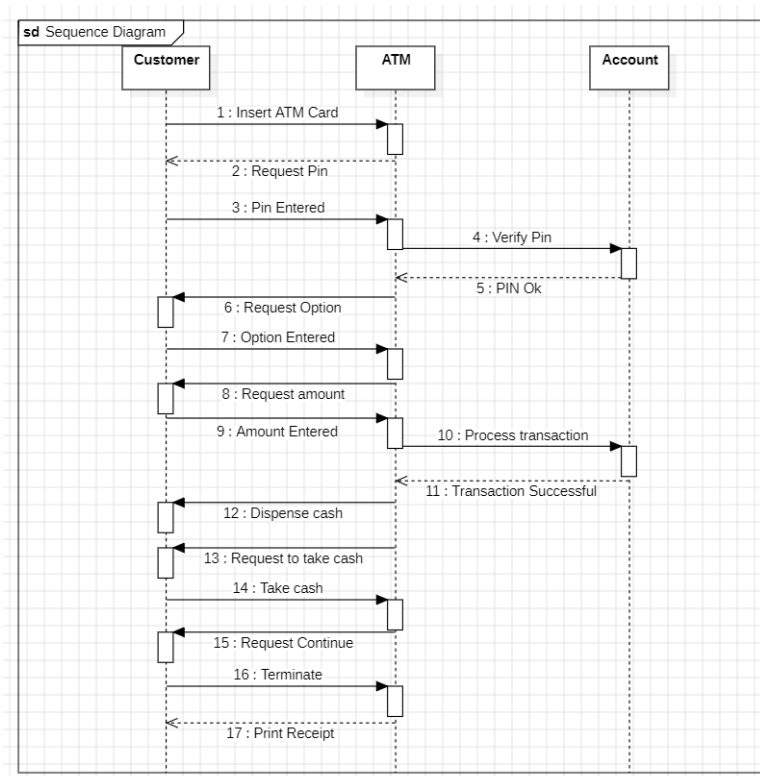 sd Sequence Diagram
Customer
ATM
Account
1 : Insert ATM Card
2 : Request Pin
3 : Pin Entered
4 : Verify Pin
5 : PIN Ok
6 : Request Option
7 : Option Entered
8 : Request amount
9 : Amount Entered
10 : Process transaction
11 : Transaction Successful
12 : Dispense cash
13 : Request to take cash
14 : Take cash
15 : Request Continue
16 : Terminate
17 : Print Receipt